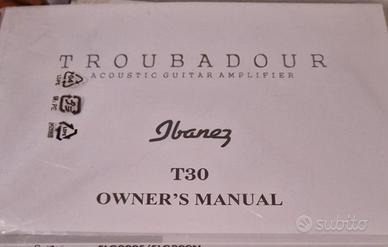 TROUBADOUR
ACOUSTIC GUITAR AMPLIFIER
Ibanez
T30
OWNER'S MANUAL
subito